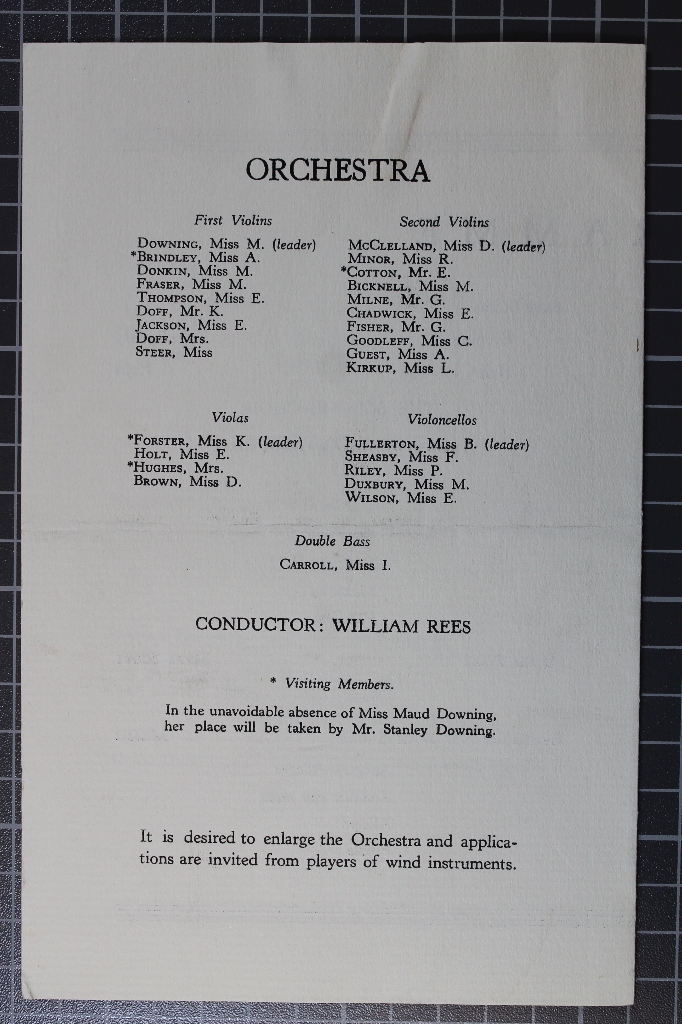 ORCHESTRA
First Violins
DOWNING, Miss M. (leader)
*BRINDLEY, Miss A.
DONKIN, Miss M.
FRASER, Miss M.
THOMPSON, Miss E.
DOFF, Mr. K.
JACKSON, Miss E.
DOFF, Mrs.
STEER, Miss
Second Violins
MCCLELLAND, Miss D. (leader)
MINOR, Miss R.
*COTTON, Mr. E.
BICKNELL, Miss M.
MILNE, Mr. G.
CHADWICK, Miss E.
FISHER, Mr. G.
GOODLEFF, Miss C.
GUEST, Miss A.
KIRKUP, Miss L.
Violas
*FORSTER, Miss K. (leader)
HOLT, Miss E.
*HUGHES, Mrs.
BROWN, Miss D.
Violoncellos
FULLERTON, Miss B. (leader)
SHEASBY, Miss F.
RILEY, Miss P.
DUXBURY, Miss M.
WILSON, Miss E.
Double Bass
CARROLL, Miss I.
CONDUCTOR: WILLIAM REES
* Visiting Members.
In the unavoidable absence of Miss Maud Downing,
her place will be taken by Mr. Stanley Downing.
It is desired to enlarge the Orchestra and applica-
tions are invited from players of wind instruments.